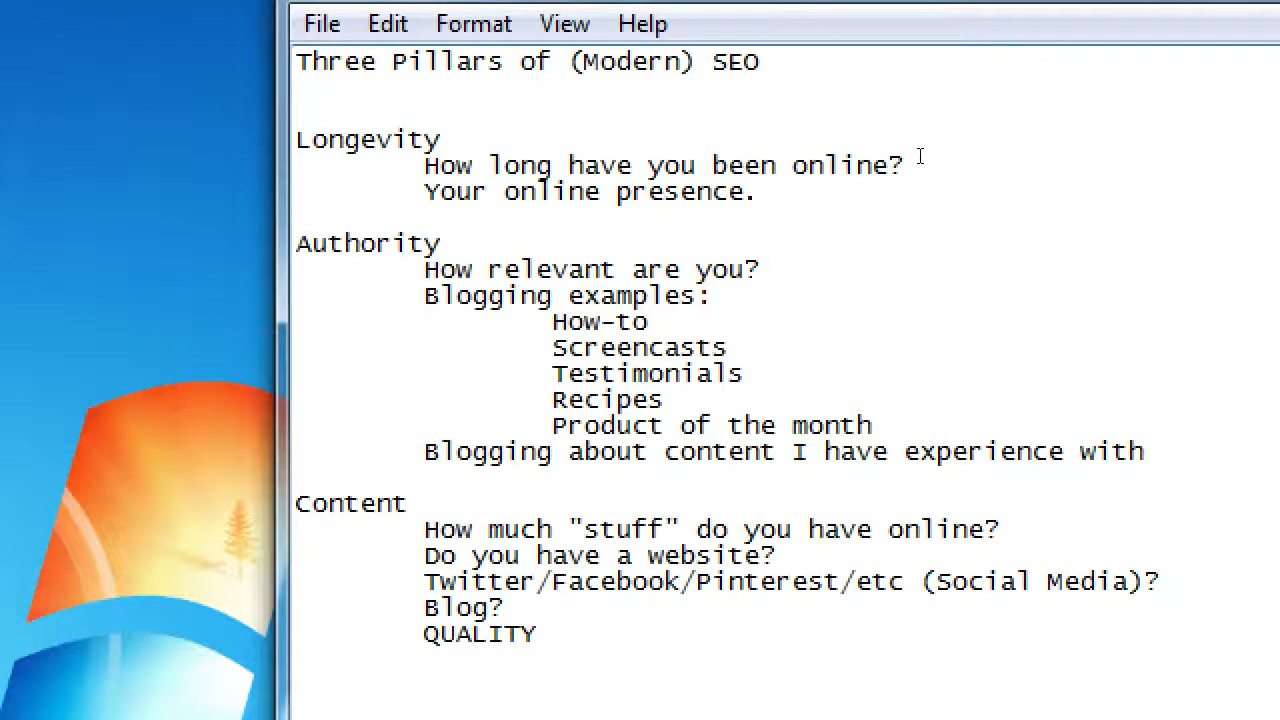 File Edit Format View Help
Three Pillars of (Modern) SEO
Longevity
How long have you been online?
Your online presence.
Authority
How relevant are you?
Blogging examples:
How-to
Screencasts
Testimonials
Recipes
Product of the month
Blogging about content I have experience with
Content
How much "stuff" do you have online?
Do you have a website?
Twitter/Facebook/Pinterest/etc (Social Media)?
Blog?
QUALITY